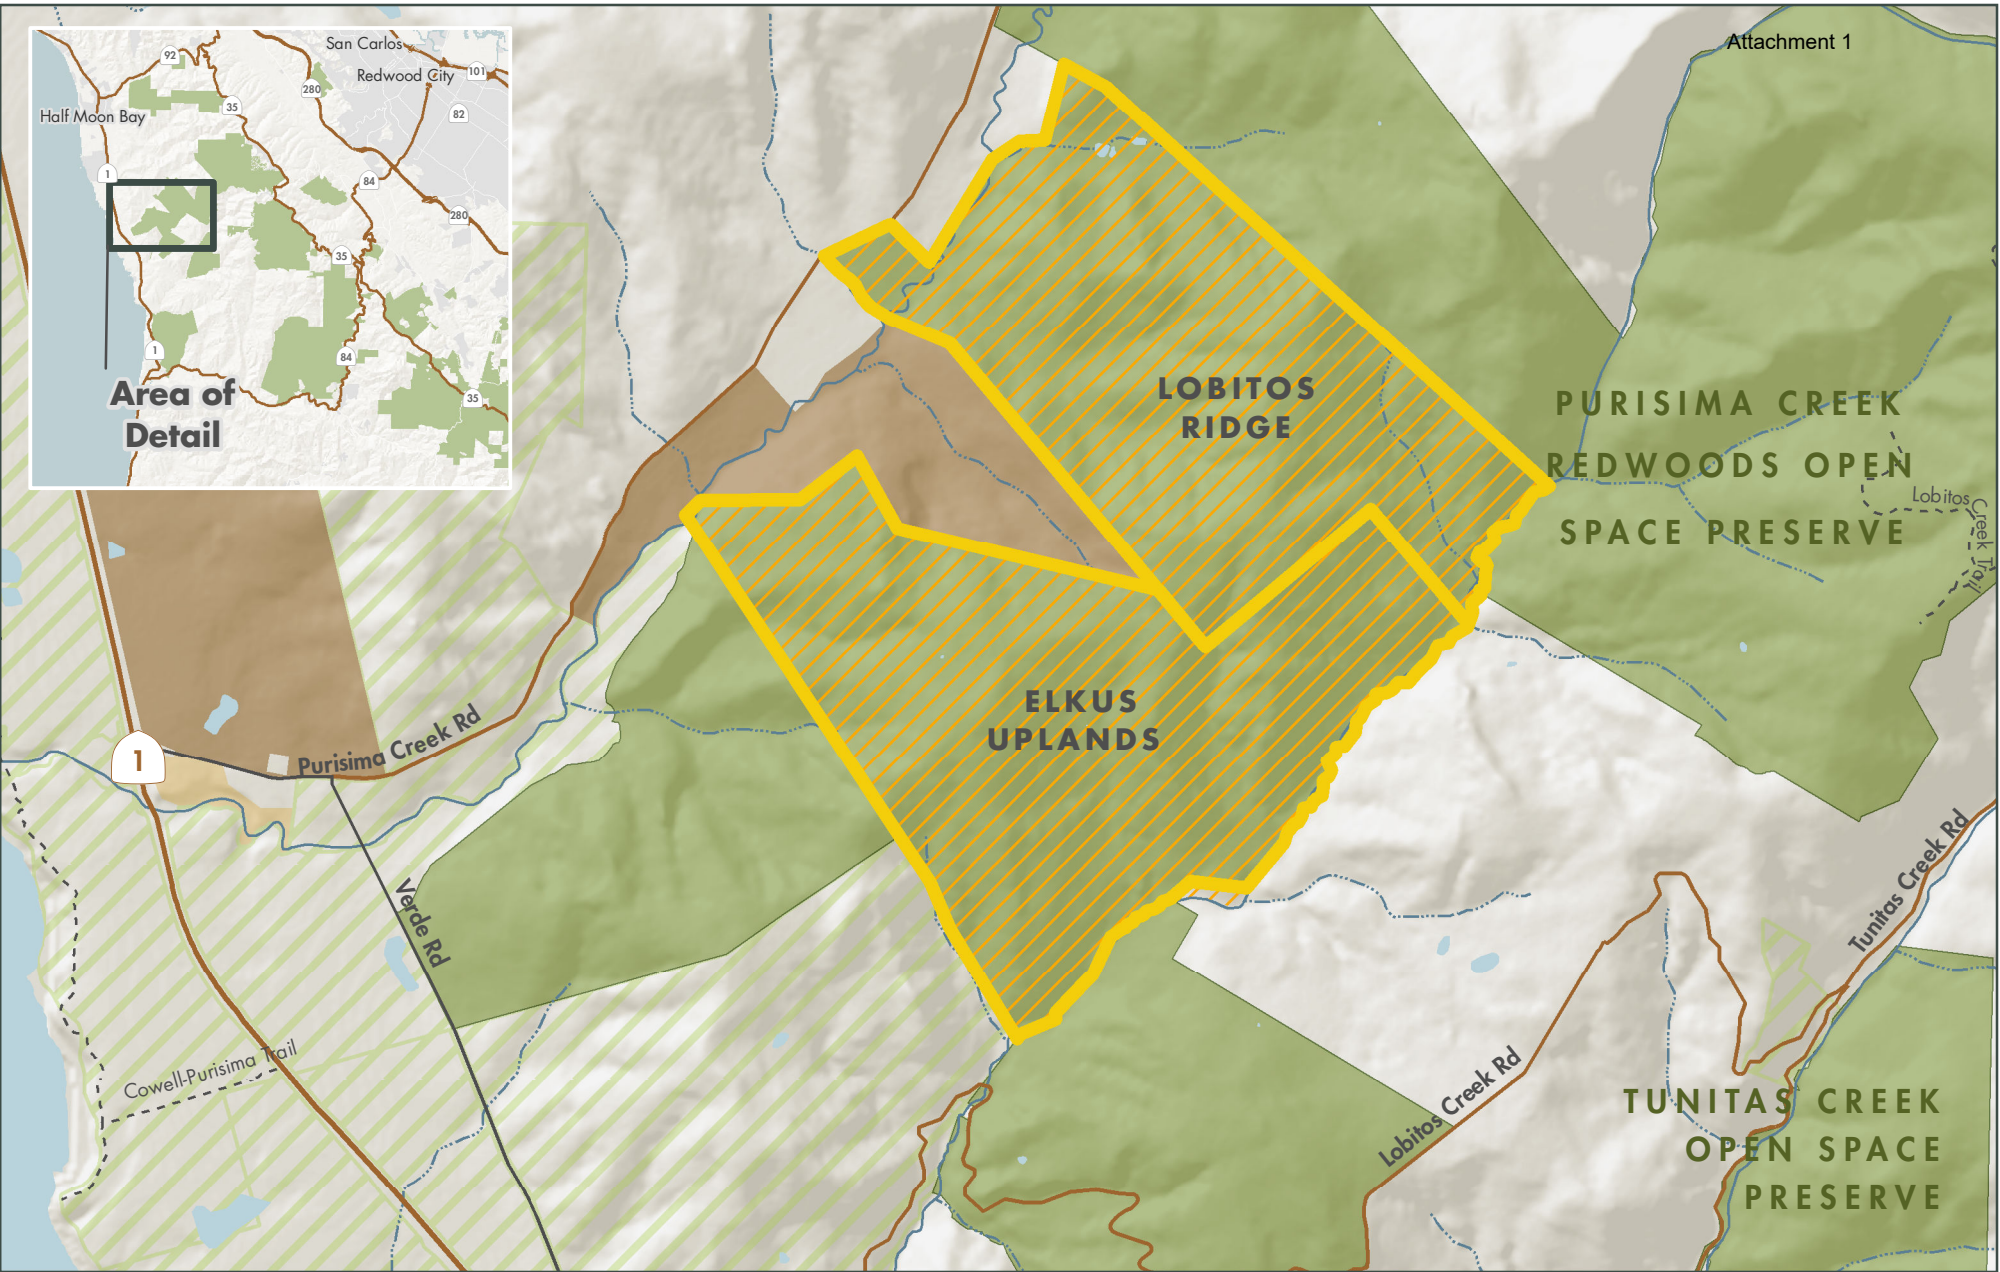 Attachment 1
San Carlos
92
Redwood City
101
280
82
35
Half Moon Bay
1
84
280
35
1
84
35
Area of
Detail
LOBITOS
RIDGE
PURISIMA CREEK
REDWOODS OPEN
SPACE PRESERVE
Lobitos Creek Trail
ELKUS
UPLANDS
1
Purisima Creek Rd
Verde Rd
Tunitas Creek Rd
Cowell-Purisima Trail
Lobitos Creek Rd
TUNITAS CREEK
OPEN SPACE
PRESERVE